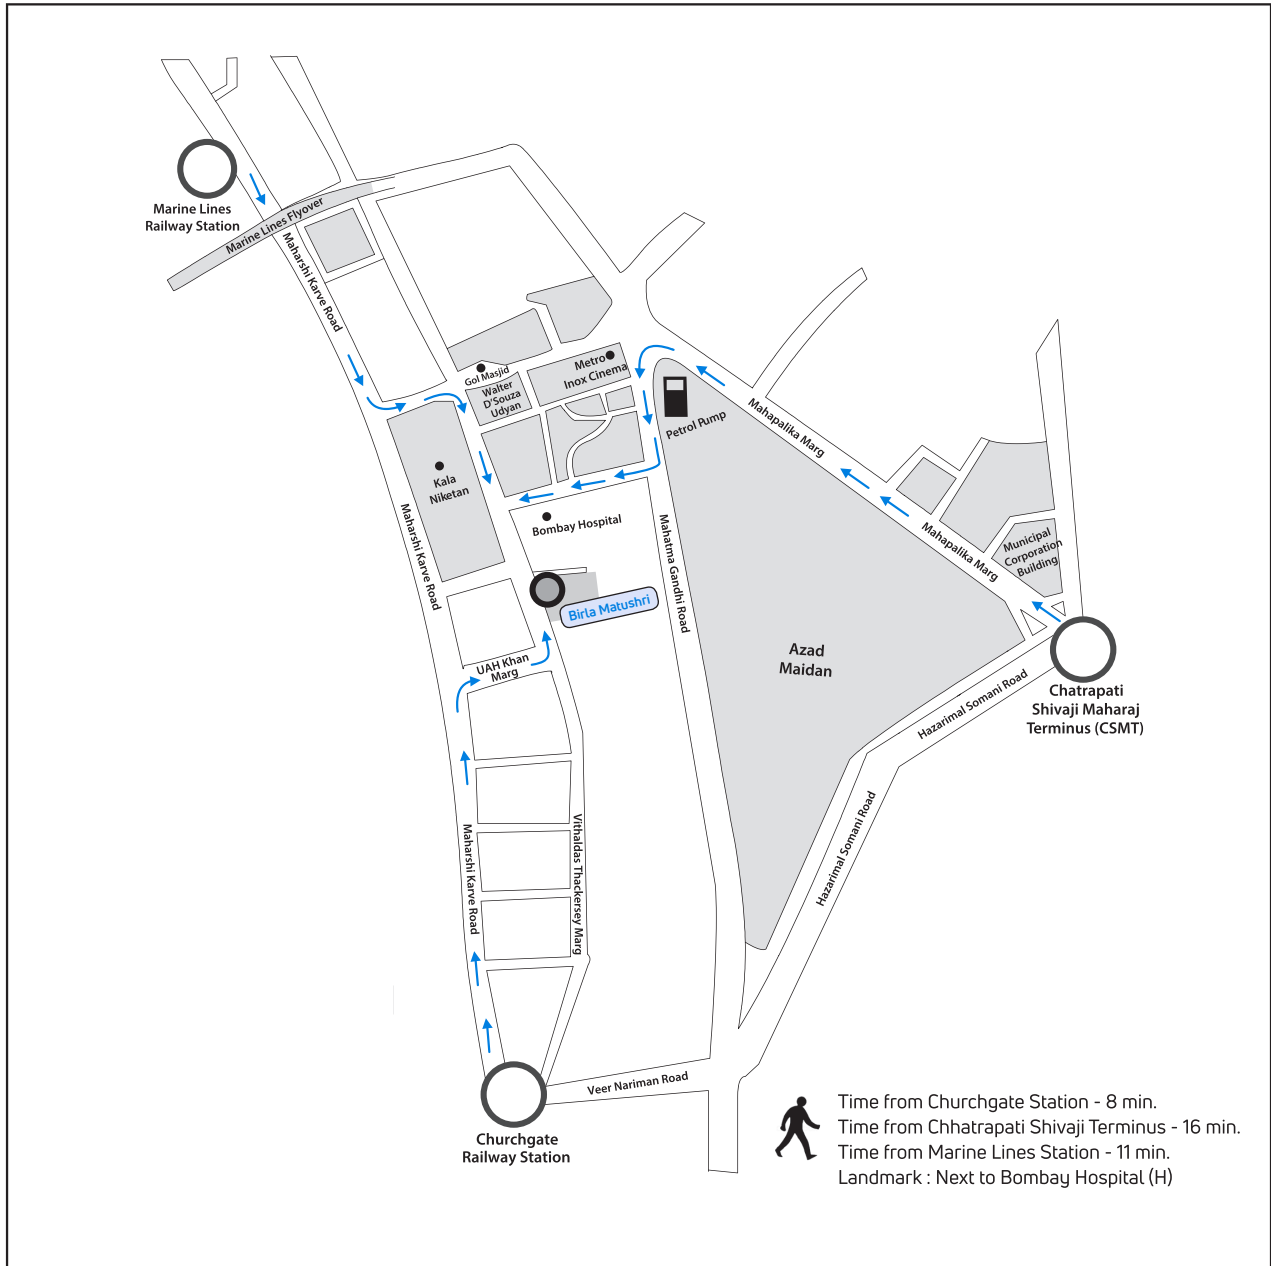 Marine Lines
Railway Station
Marine Lines Flyover
Maharshi Karve Road
Gol Masjid
Walter
D'Souza
Udyan
Metro
Inox Cinema
Petrol Pump
Mahapalika Marg
Kala
Niketan
Bombay Hospital
Maharshi Karve Road
Mahatma Gandhi Road
Mahapalika Marg
Municipal
Corporation
Building
Birla Matushri
UAH Khan
Marg
Azad
Maidan
Chatrapati
Shivaji Maharaj
Terminus (CSMT)
Hazarimal Somani Road
Hazarimal Somani Road
Maharshi Karve Road
Vithaldas Thackersey Marg
Veer Nariman Road
Churchgate
Railway Station
Time from Churchgate Station - 8 min.
Time from Chhatrapati Shivaji Terminus - 16 min.
Time from Marine Lines Station - 11 min.
Landmark : Next to Bombay Hospital (H)